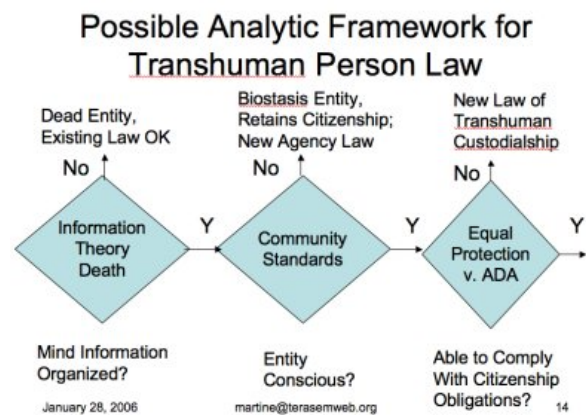 Possible Analytic Framework for
Transhuman Person Law
Dead Entity,
Existing Law OK
No
Information
Theory
Death
Y
Mind Information
Organized?
Biostasis Entity,
Retains Citizenship;
New Agency Law
No
Community
Standards
Y
Entity
Conscious?
New Law of
Transhuman
Custodialship
No
Equal
Protection
v. ADA
Y
Able to Comply
With Citizenship
Obligations?
January 28, 2006
martine@terasemweb.org
14